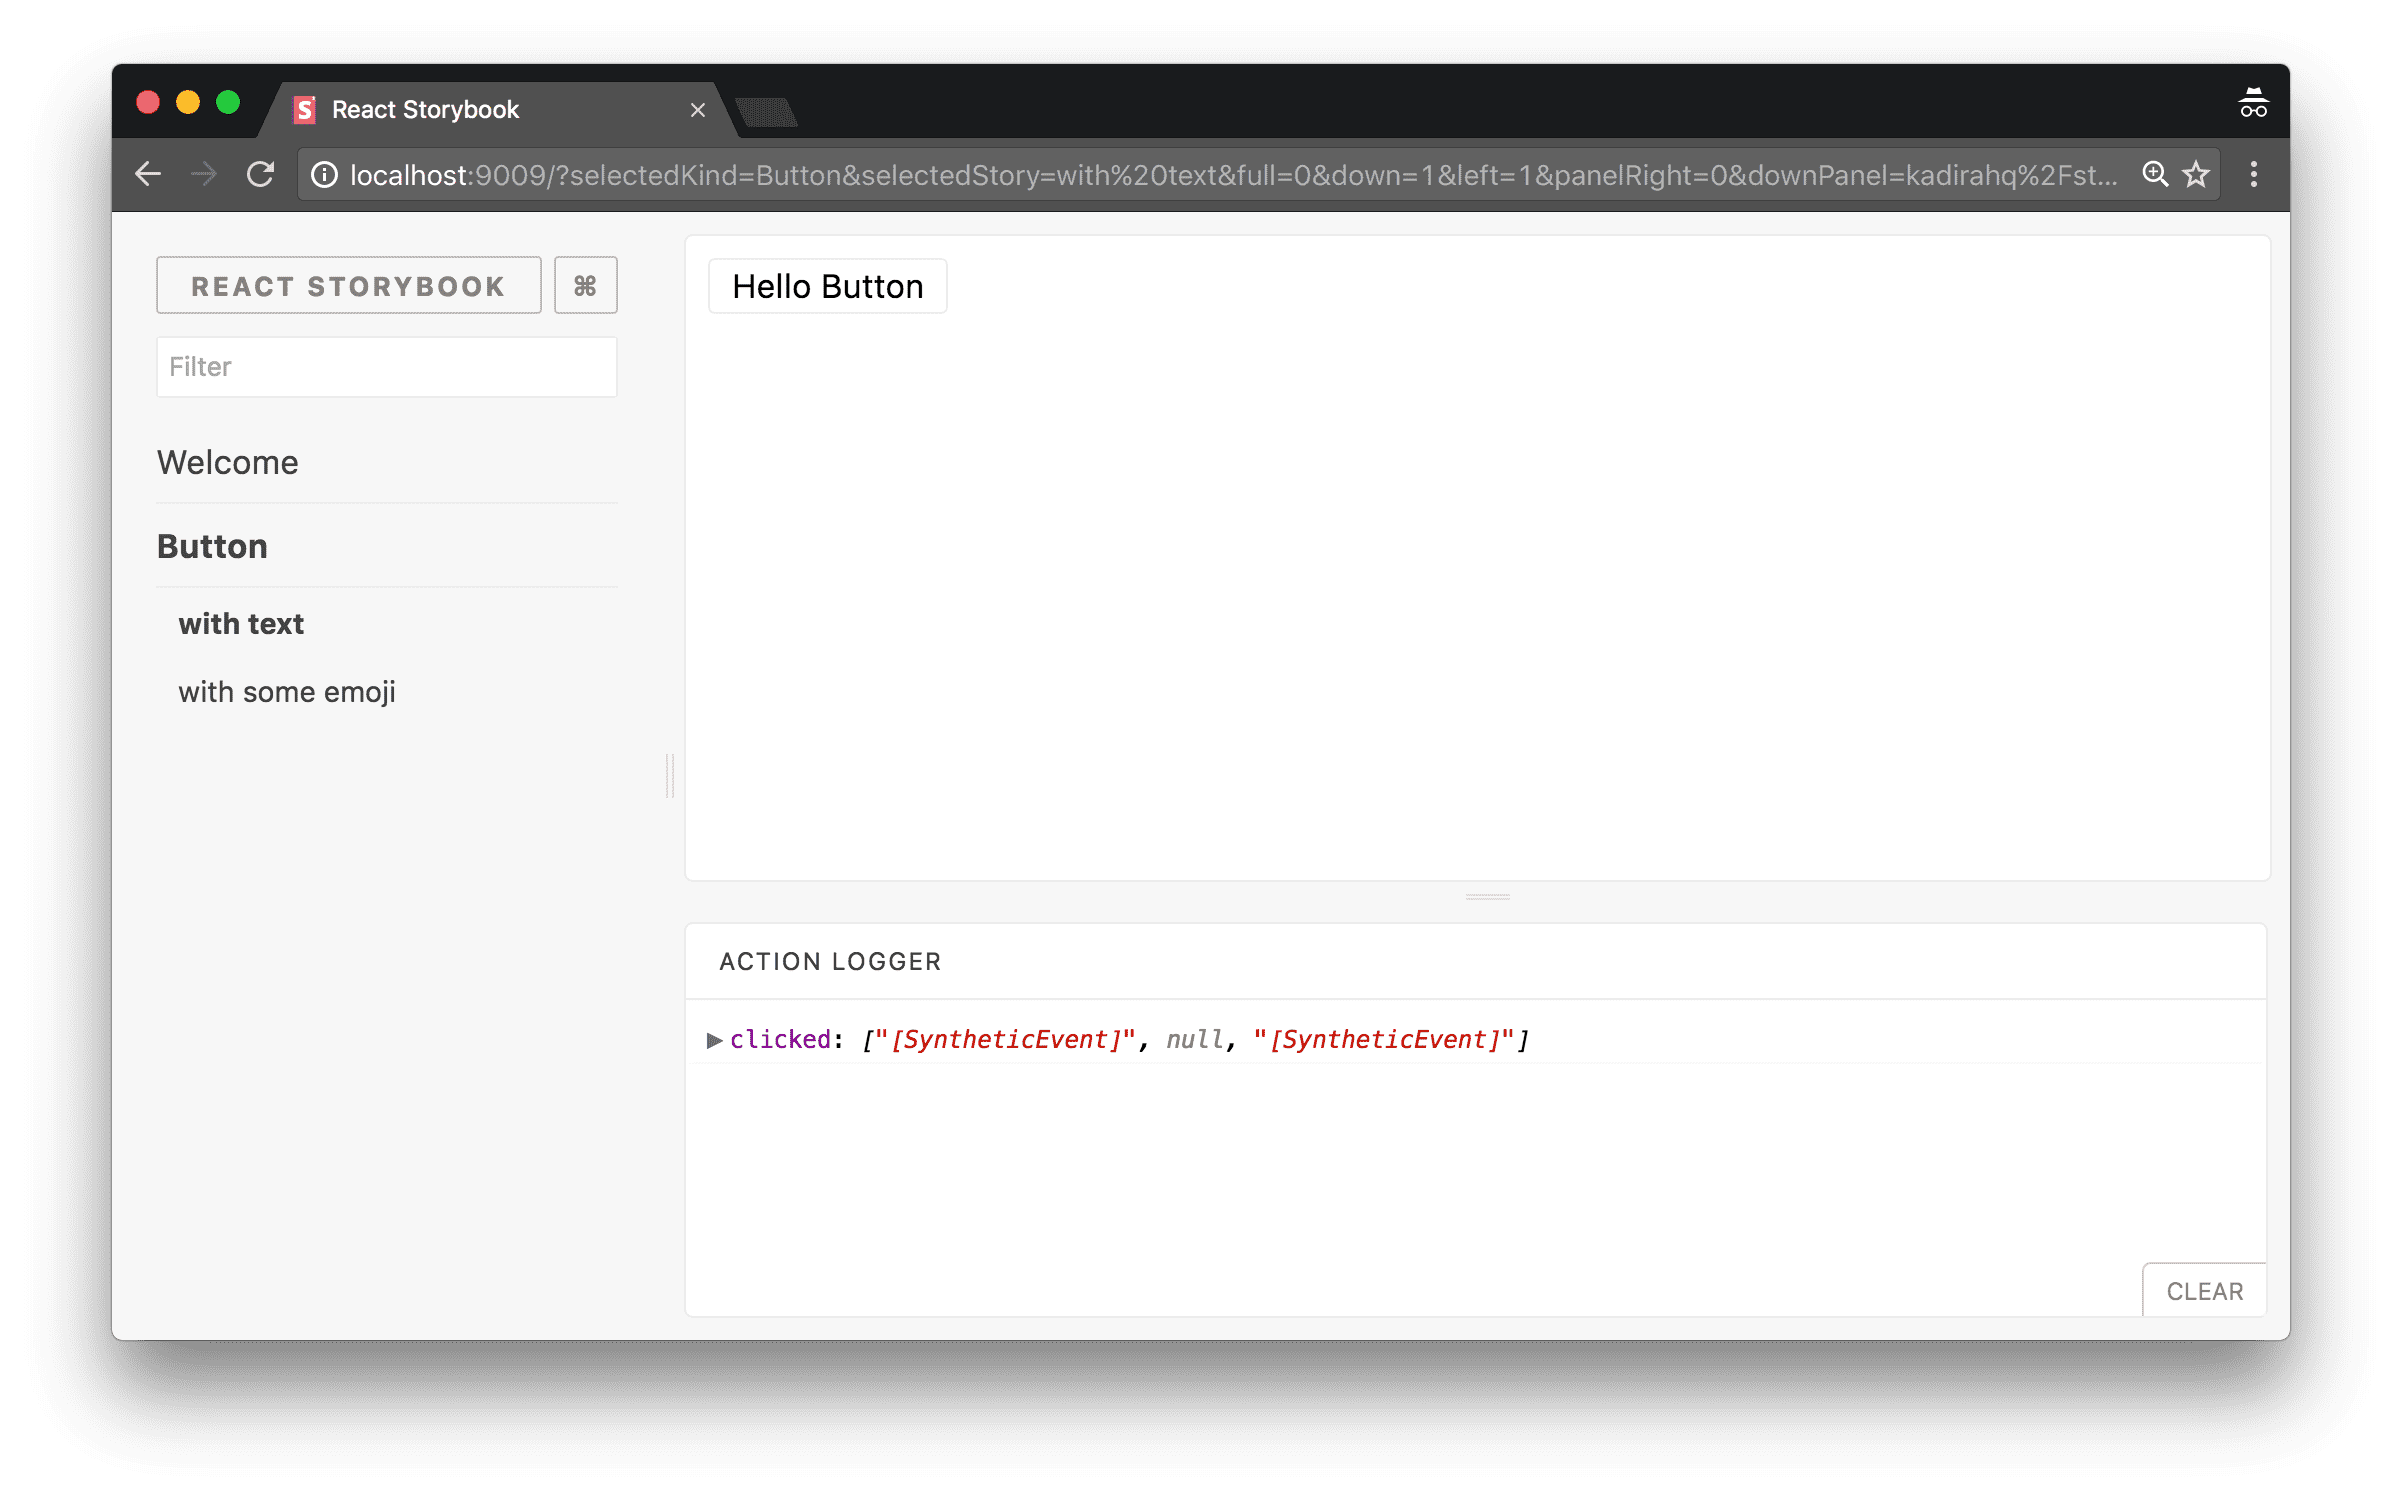 React Storybook
localhost:9009/?selectedKind=Button&selectedStory=with%20text&full=0&down=1&left=1&panelRight=0&downPanel=kadirahq%2Fst...
REACT STORYBOOK ⌘
Filter
Welcome
Button
with text
with some emoji
Hello Button
ACTION LOGGER
▶ clicked: ["[SyntheticEvent]", null, "[SyntheticEvent]"]
CLEAR